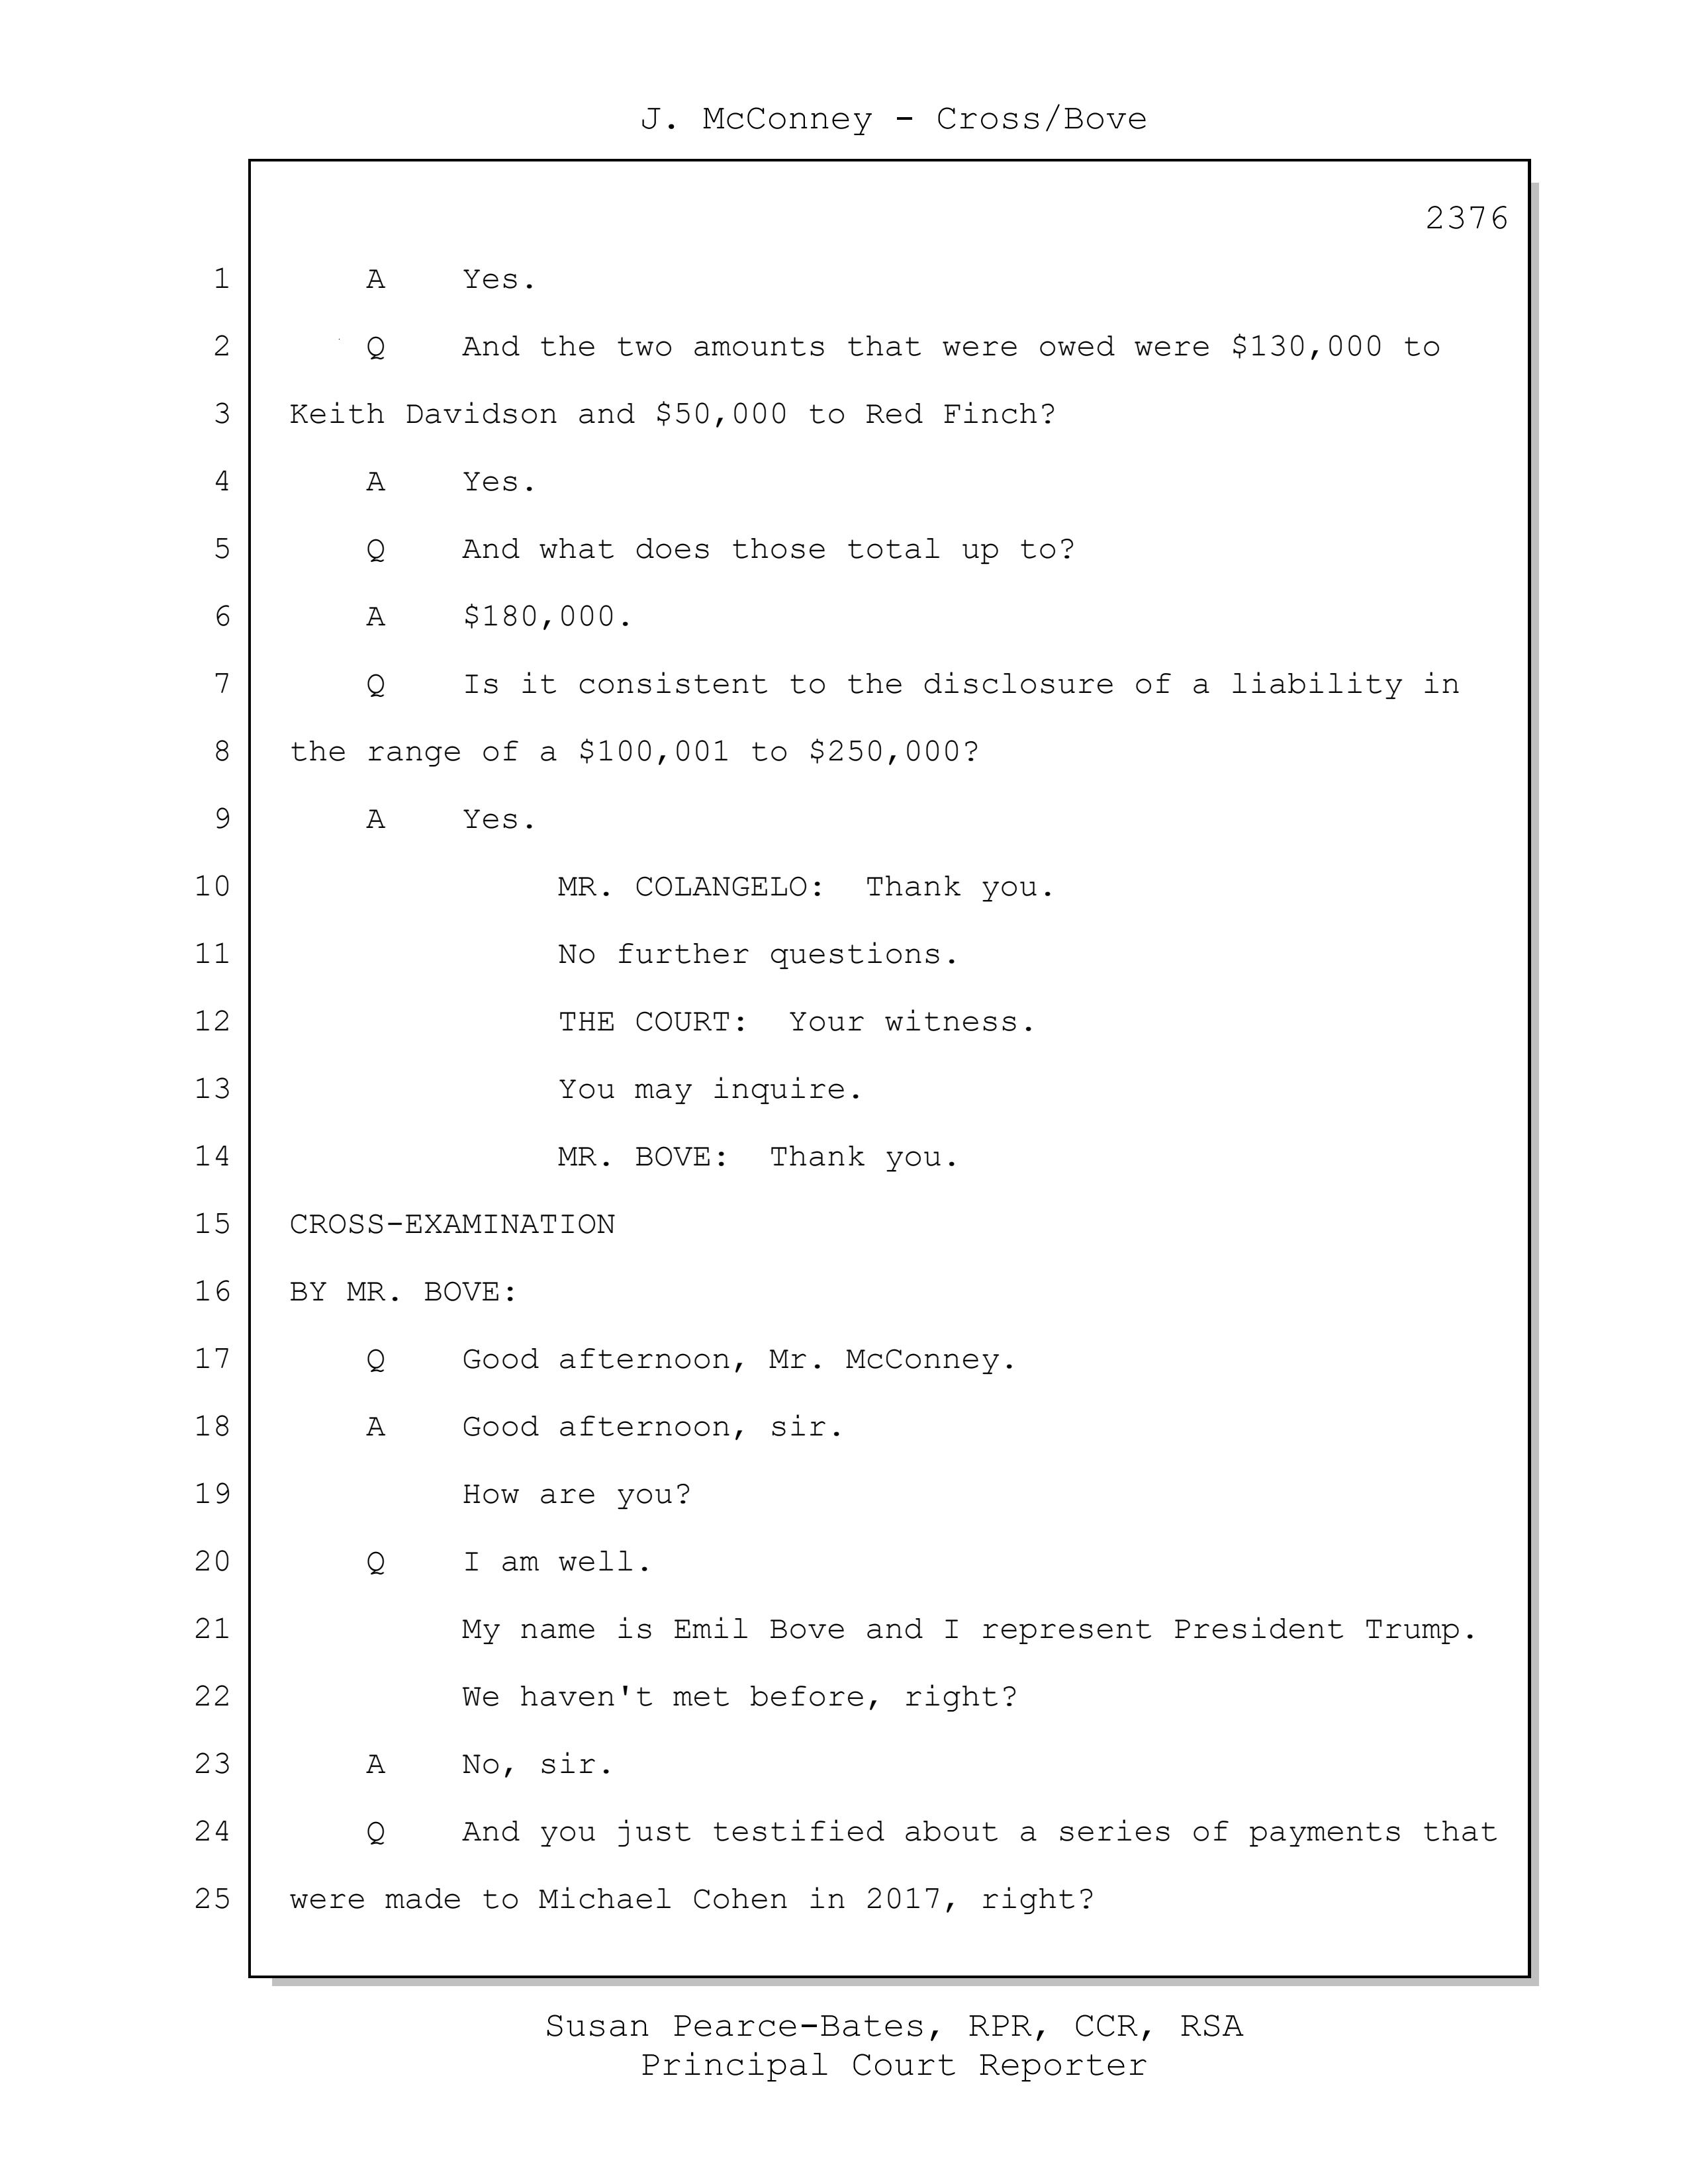 J. McConney - Cross/Bove
2376
1 A Yes.
2 Q And the two amounts that were owed were $130,000 to
3 Keith Davidson and $50,000 to Red Finch?
4 A Yes.
5 Q And what does those total up to?
6 A $180,000.
7 Q Is it consistent to the disclosure of a liability in
8 the range of a $100,001 to $250,000?
9 A Yes.
10 MR. COLANGELO: Thank you.
11 No further questions.
12 THE COURT: Your witness.
13 You may inquire.
14 MR. BOVE: Thank you.
15 CROSS-EXAMINATION
16 BY MR. BOVE:
17 Q Good afternoon, Mr. McConney.
18 A Good afternoon, sir.
19 How are you?
20 Q I am well.
21 My name is Emil Bove and I represent President Trump.
22 We haven't met before, right?
23 A No, sir.
24 Q And you just testified about a series of payments that
25 were made to Michael Cohen in 2017, right?
Susan Pearce-Bates, RPR, CCR, RSA
Principal Court Reporter